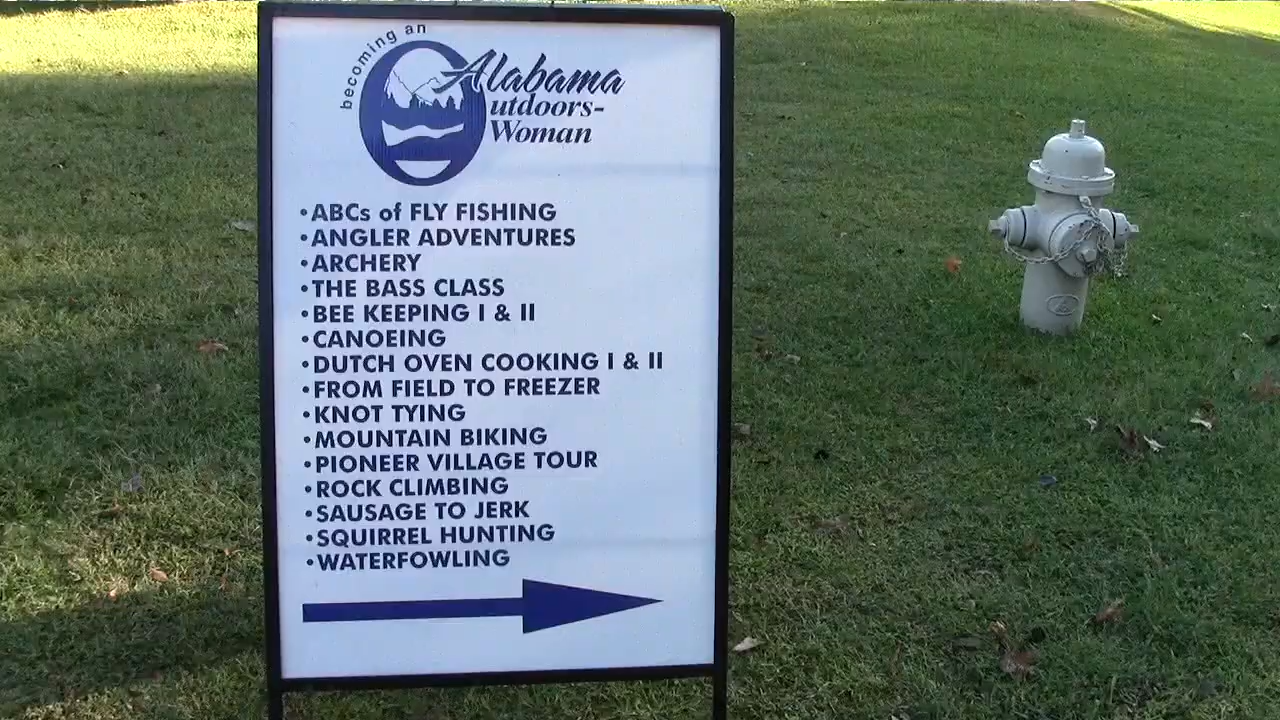 becoming an
Alabama
Outdoors-
Woman
•ABCs of FLY FISHING
•ANGLER ADVENTURES
•ARCHERY
•THE BASS CLASS
•BEE KEEPING I & II
•CANOEING
•DUTCH OVEN COOKING I & II
•FROM FIELD TO FREEZER
•KNOT TYING
•MOUNTAIN BIKING
•PIONEER VILLAGE TOUR
•ROCK CLIMBING
•SAUSAGE TO JERK
•SQUIRREL HUNTING
•WATERFOWLING